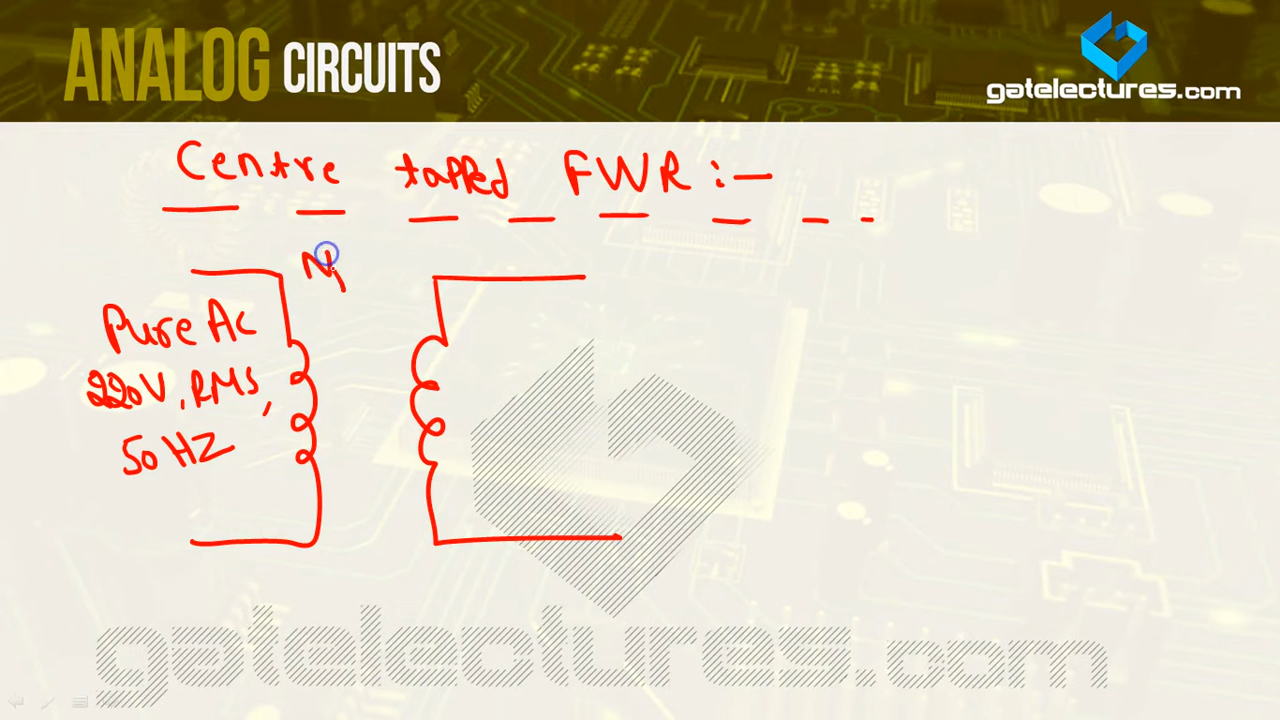 ANALOG CIRCUITS
gatelectures.com
Centre tapped FWR :-
N1
Pure Ac
220V, RMS,
50 HZ
gatelectures.com